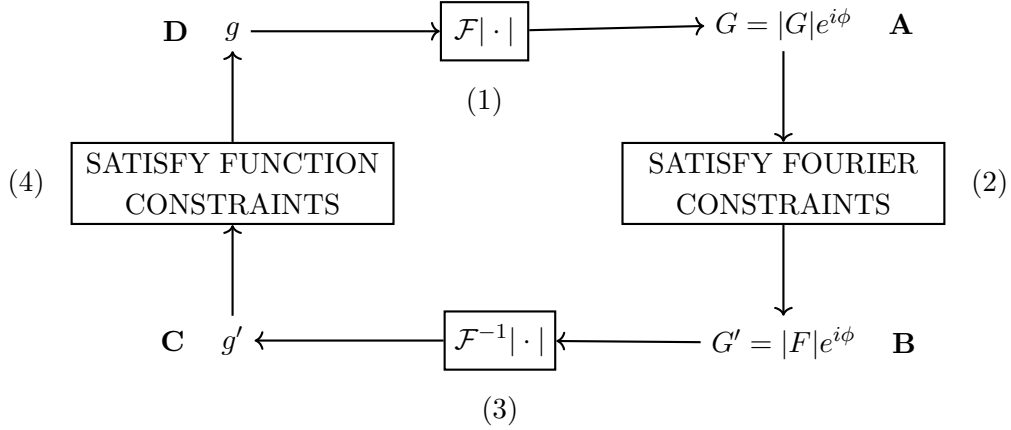 D g F|·| G = |G|e^{iϕ} A
(1)
(4) SATISFY FUNCTION CONSTRAINTS SATISFY FOURIER CONSTRAINTS (2)
C g′ F⁻¹|·| G′ = |F|e^{iϕ} B
(3)